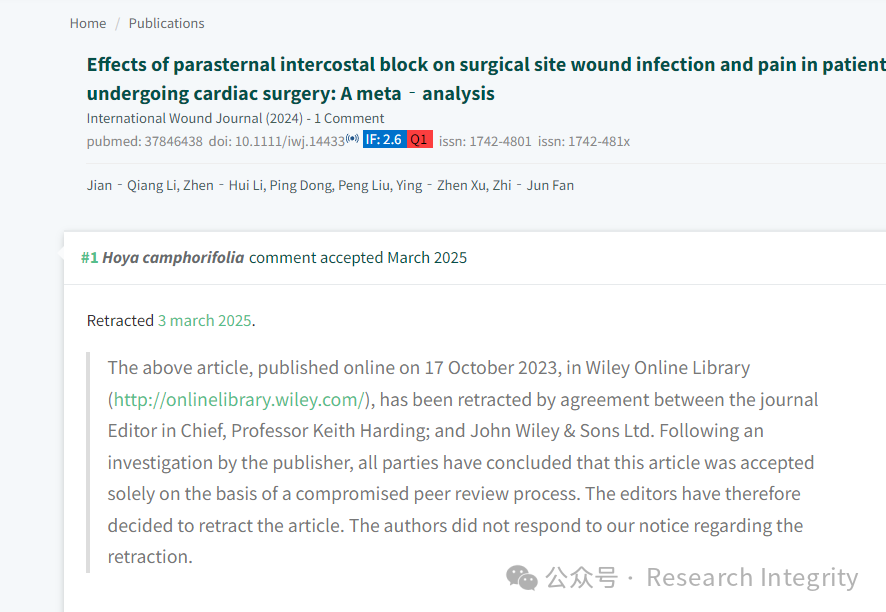 Home / Publications
Effects of parasternal intercostal block on surgical site wound infection and pain in patient
undergoing cardiac surgery: A meta‐analysis
International Wound Journal (2024) - 1 Comment
pubmed: 37846438 doi: 10.1111/iwj.14433 IF: 2.6 Q1 issn: 1742-4801 issn: 1742-481x
Jian‐Qiang Li, Zhen‐Hui Li, Ping Dong, Peng Liu, Ying‐Zhen Xu, Zhi‐Jun Fan
#1 Hoya camphorifolia comment accepted March 2025
Retracted 3 march 2025.
The above article, published online on 17 October 2023, in Wiley Online Library
(http://onlinelibrary.wiley.com/), has been retracted by agreement between the journal
Editor in Chief, Professor Keith Harding; and John Wiley & Sons Ltd. Following an
investigation by the publisher, all parties have concluded that this article was accepted
solely on the basis of a compromised peer review process. The editors have therefore
decided to retract the article. The authors did not respond to our notice regarding the
retraction.
公众号 · Research Integrity